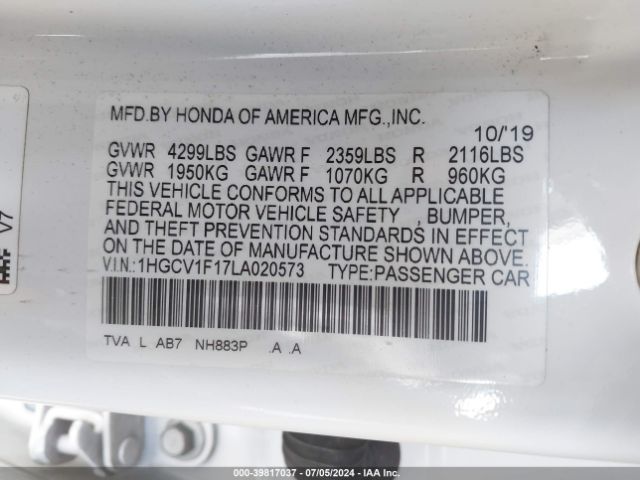 MFD.BY HONDA OF AMERICA MFG.,INC.
10/'19
GVWR 4299LBS GAWR F 2359LBS R 2116LBS
GVWR 1950KG GAWR F 1070KG R 960KG
THIS VEHICLE CONFORMS TO ALL APPLICABLE
FEDERAL MOTOR VEHICLE SAFETY , BUMPER,
AND THEFT PREVENTION STANDARDS IN EFFECT
ON THE DATE OF MANUFACTURE SHOWN ABOVE.
V.I.N.:1HGCV1F17LA020573 TYPE:PASSENGER CAR
TVA L AB7 NH883P .A .A
V7
000-39817037 - 07/05/2024 - IAA Inc.